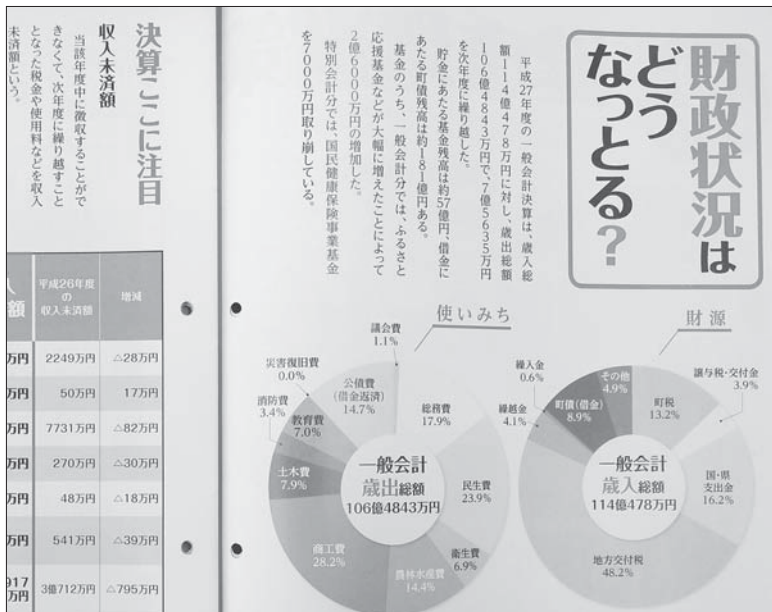 財政状況は
どう
なっとる?
平成27年度の一般会計決算は、歳入総
額114億478万円に対し、歳出総額
106億4843万円で、7億5635万円
を次年度に繰り越した。
貯金にあたる基金残高は約57億円、借金に
あたる町債残高は約181億円ある。
基金のうち、一般会計分では、ふるさと
応援基金などが大幅に増えたことによって
2億6000万円の増加した。
特別会計分では、国民健康保険事業基金
を7000万円取り崩している。
財源
町税
13.2%
譲与税・交付金
3.9%
国・県
支出金
16.2%
地方交付税
48.2%
繰越金
4.1%
繰入金
0.6%
町債(借金)
8.9%
その他
4.9%
一般会計
歳入総額
114億478万円
使いみち
議会費
1.1%
総務費
17.9%
民生費
23.9%
衛生費
6.9%
農林水産費
14.4%
商工費
28.2%
土木費
7.9%
消防費
3.4%
教育費
7.0%
災害復旧費
0.0%
公債費
(借金返済)
14.7%
一般会計
歳出総額
106億4843万円
決算ここに注目
収入未済額
当該年度中に徴収することがで
きなくて、次年度に繰り越すこと
となった税金や使用料などを収入
未済額という。
額 平成26年度の収入未済額 増減
万円 2249万円 △28万円
万円 50万円 17万円
万円 7731万円 △82万円
万円 270万円 △30万円
万円 48万円 △18万円
万円 541万円 △39万円
917万円 3億712万円 △795万円